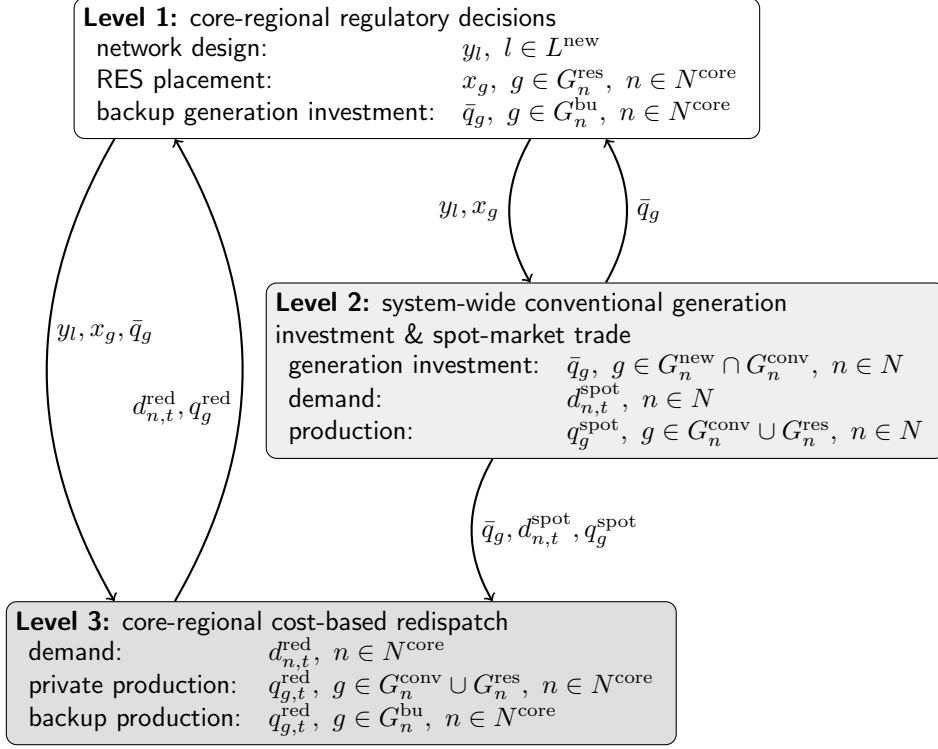 Level 1: core-regional regulatory decisions
network design: y_l, l ∈ L^new
RES placement: x_g, g ∈ G_n^res, n ∈ N^core
backup generation investment: q̄_g, g ∈ G_n^bu, n ∈ N^core
y_l, x_g
q̄_g
Level 2: system-wide conventional generation
investment & spot-market trade
generation investment: q̄_g, g ∈ G_n^new ∩ G_n^conv, n ∈ N
demand: d_{n,t}^spot, n ∈ N
production: q_g^spot, g ∈ G_n^conv ∪ G_n^res, n ∈ N
y_l, x_g, q̄_g
d_{n,t}^red, q_g^red
q̄_g, d_{n,t}^spot, q_g^spot
Level 3: core-regional cost-based redispatch
demand: d_{n,t}^red, n ∈ N^core
private production: q_{g,t}^red, g ∈ G_n^conv ∪ G_n^res, n ∈ N^core
backup production: q_{g,t}^red, g ∈ G_n^bu, n ∈ N^core